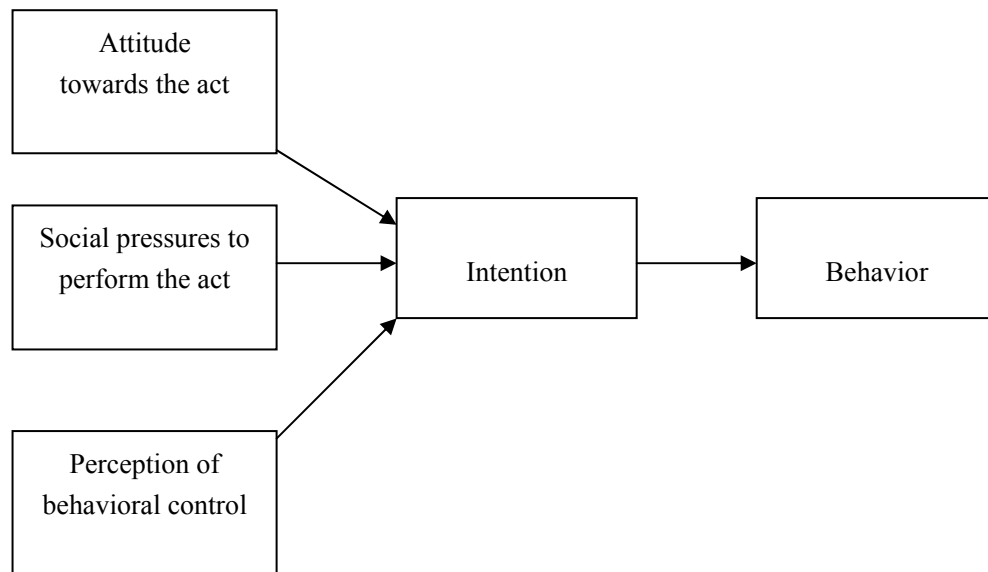 Attitude
towards the act
Social pressures to
perform the act
Intention
Behavior
Perception of
behavioral control